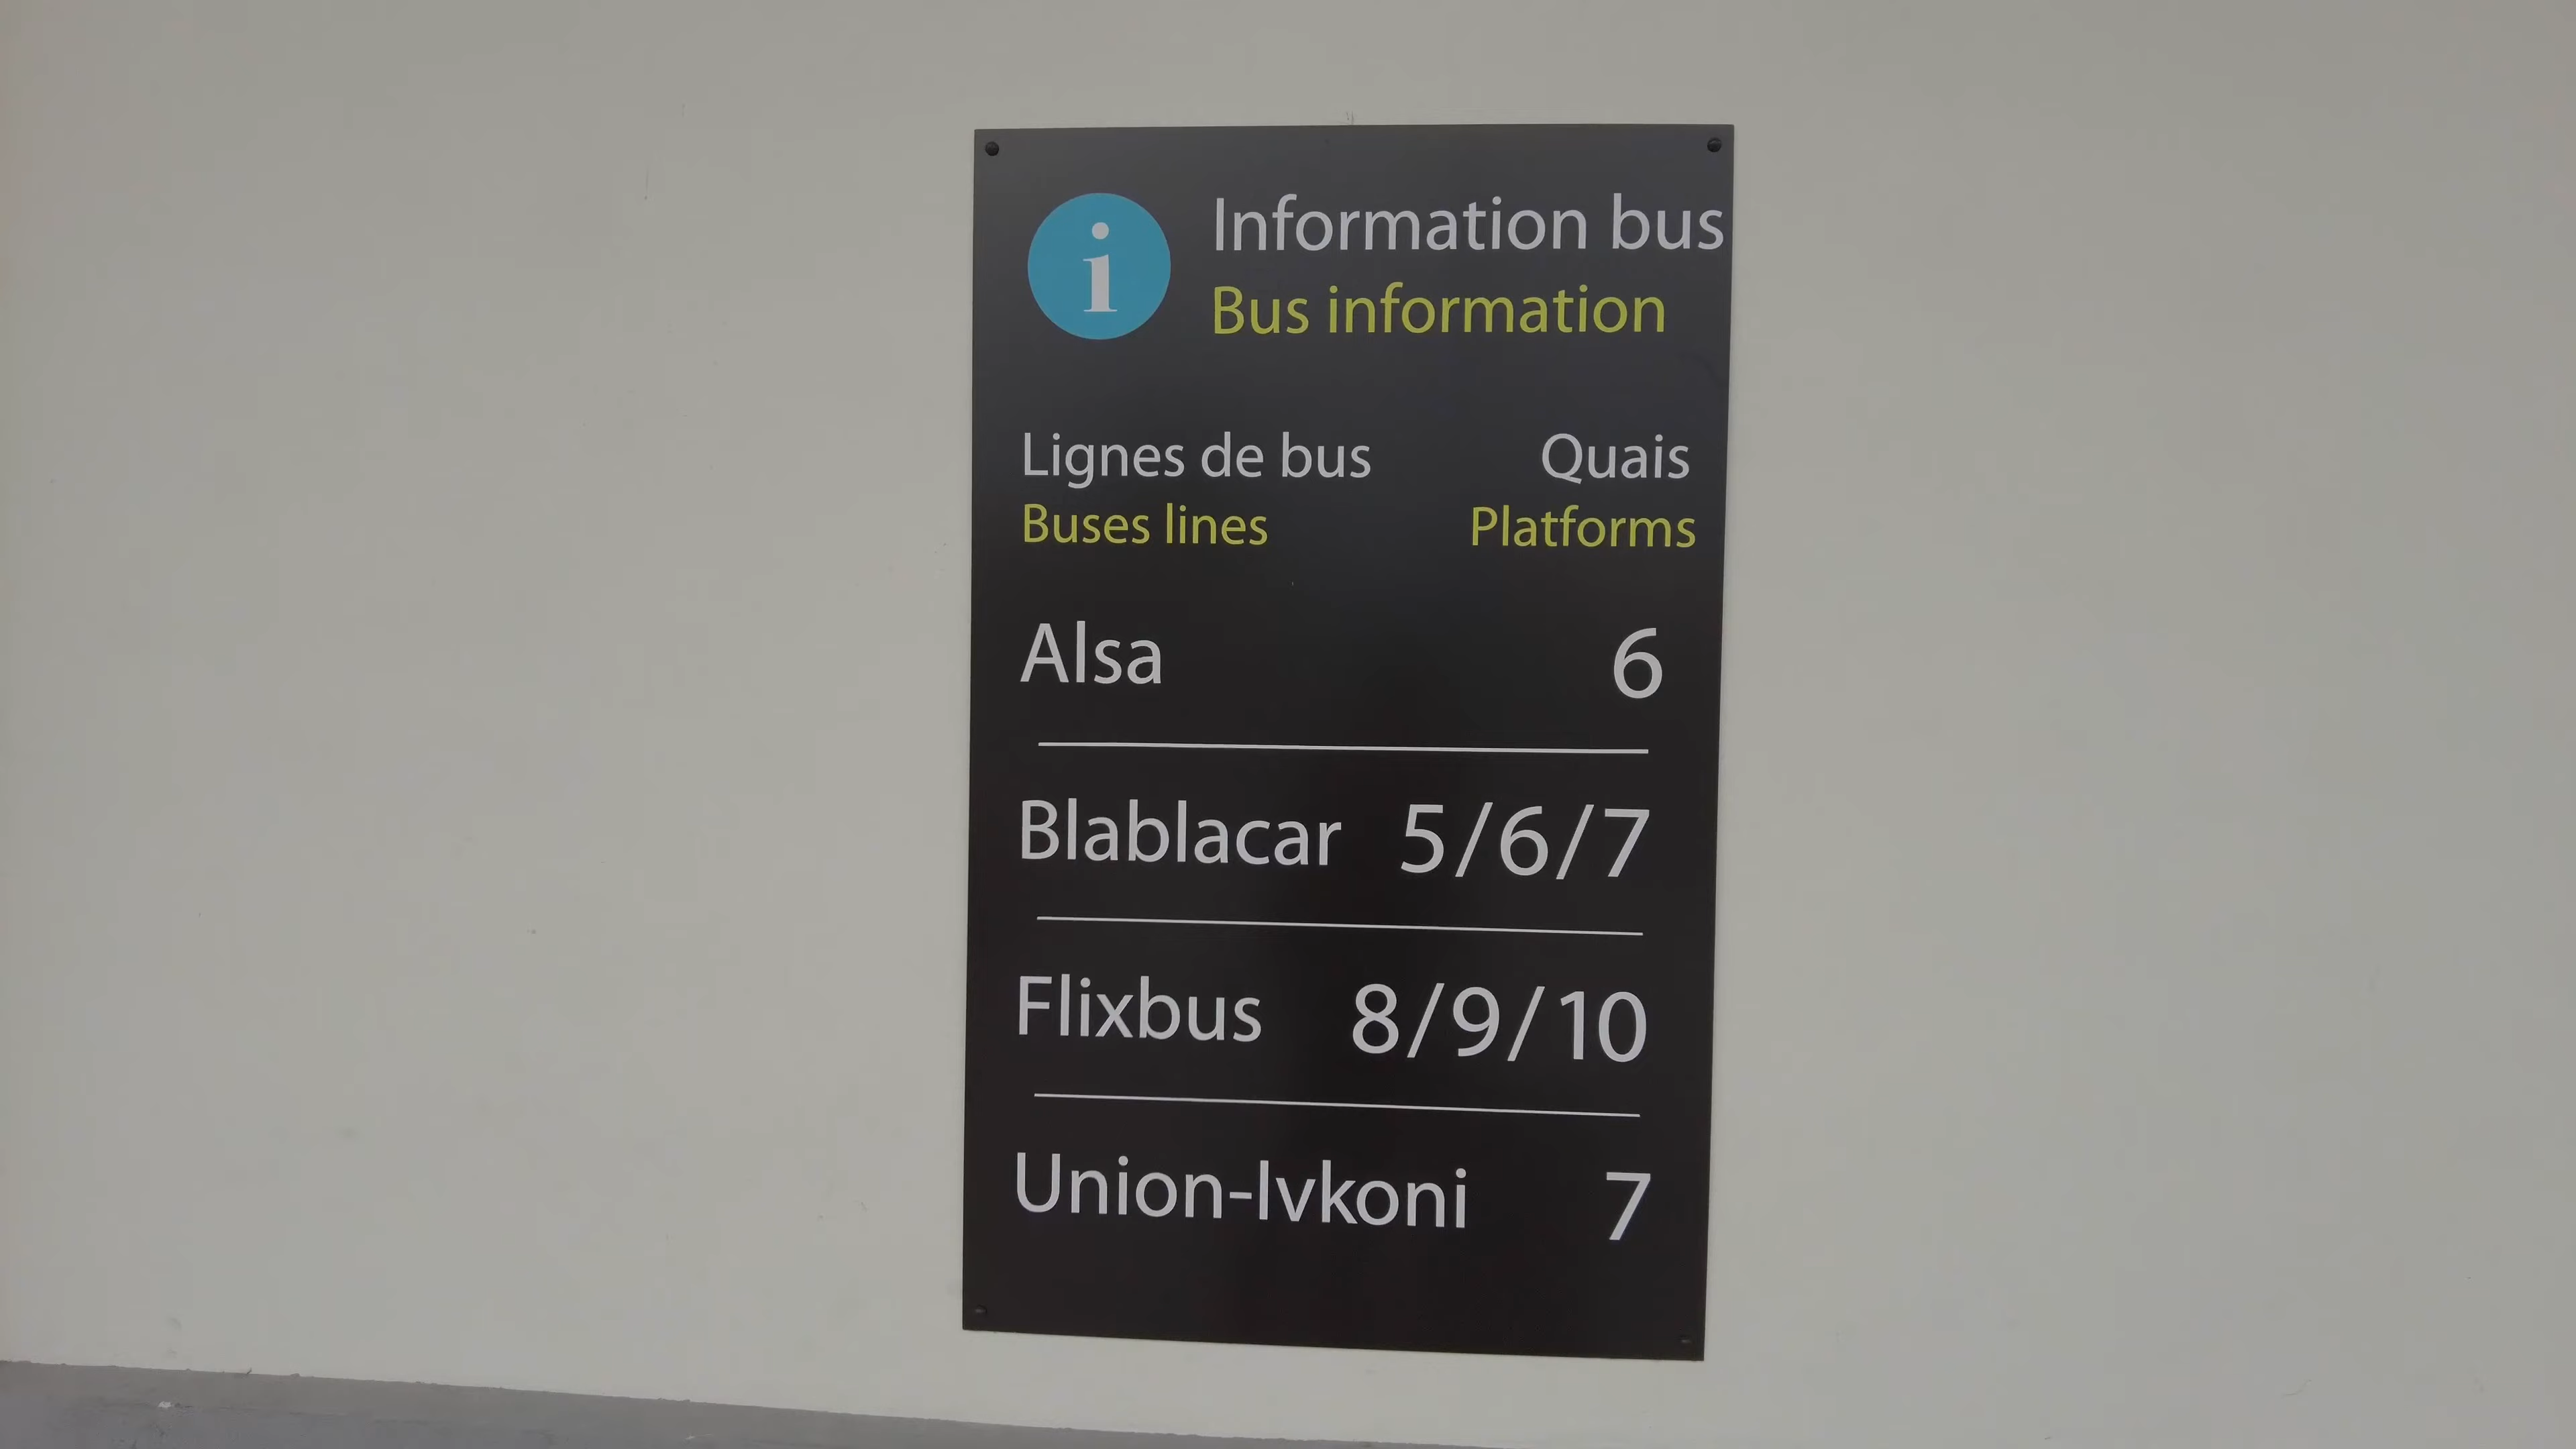 i
Information bus
Bus information
Lignes de bus Quais
Buses lines Platforms
Alsa 6
Blablacar 5/6/7
Flixbus 8/9/10
Union-Ivkoni 7